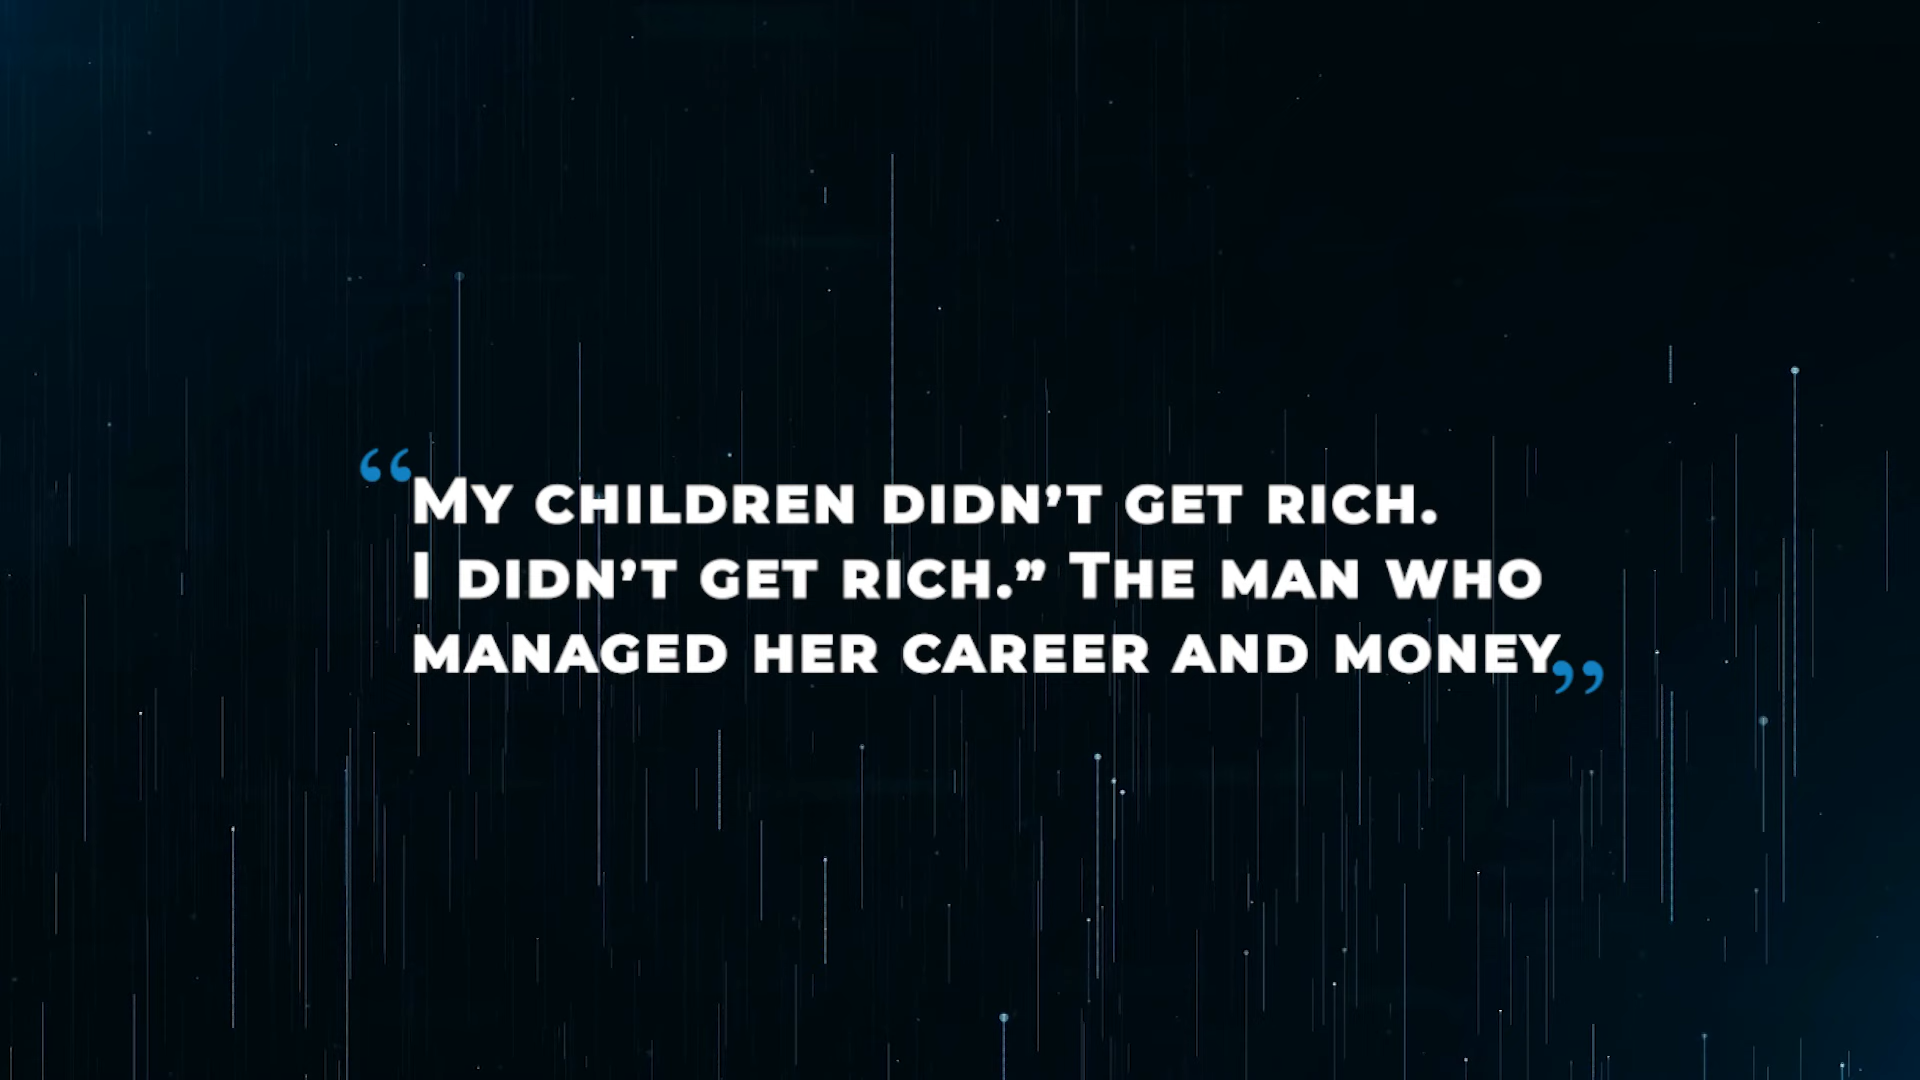 “My children didn’t get rich.
I didn’t get rich.” The man who
managed her career and money”